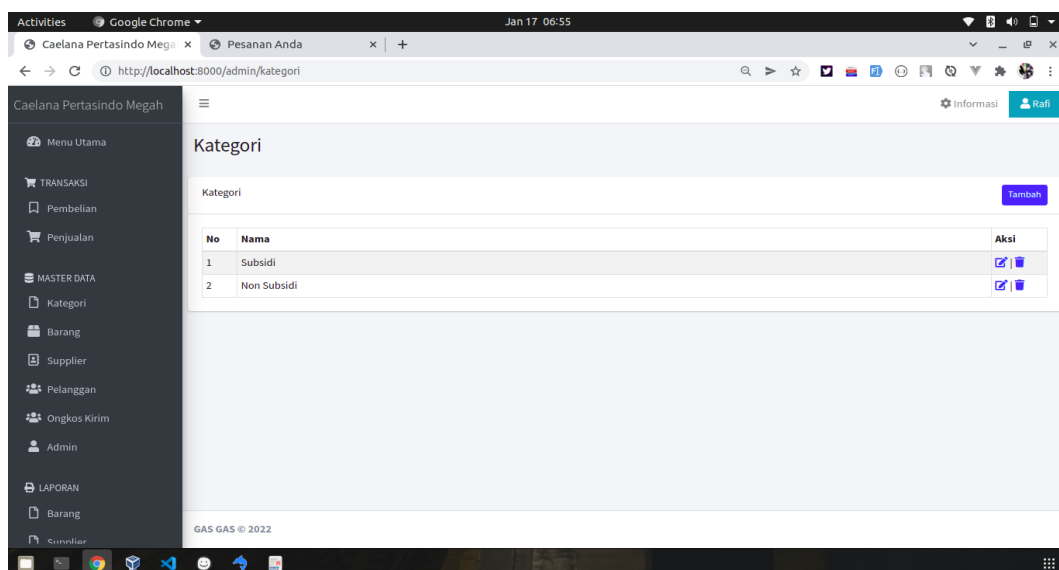 Activities Google Chrome Jan 17 06:55
Caelana Pertasindo Mega Pesanan Anda
http://localhost:8000/admin/kategori
Caelana Pertasindo Megah
Informasi Rafi
Menu Utama
TRANSAKSI
Pembelian
Penjualan
MASTER DATA
Kategori
Barang
Supplier
Pelanggan
Ongkos Kirim
Admin
LAPORAN
Barang
Supplier
Kategori
Kategori Tambah
No Nama Aksi
1 Subsidi |
2 Non Subsidi |
GAS GAS © 2022